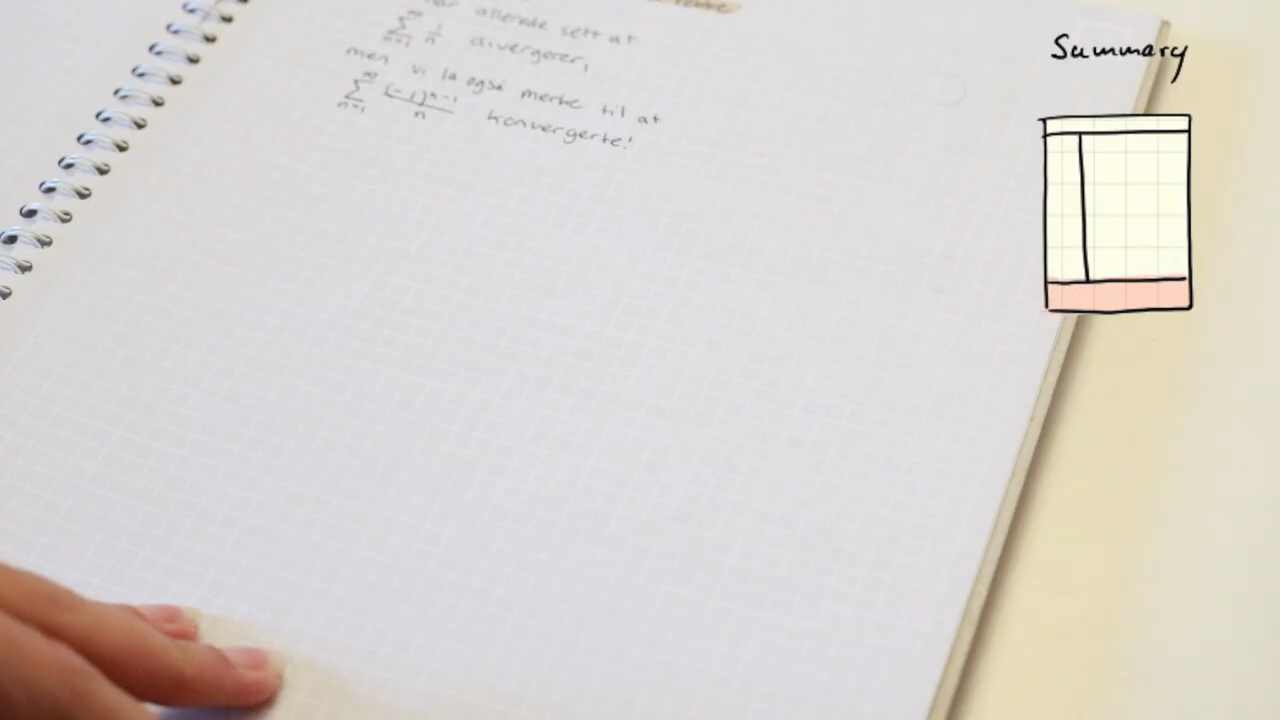 allerede sett at
∞
∑ 1/n divergerer,
n=1
men vi la også merke til at
∞
∑ (-1)^{n-1}/n konvergerte!
n=1
Summary